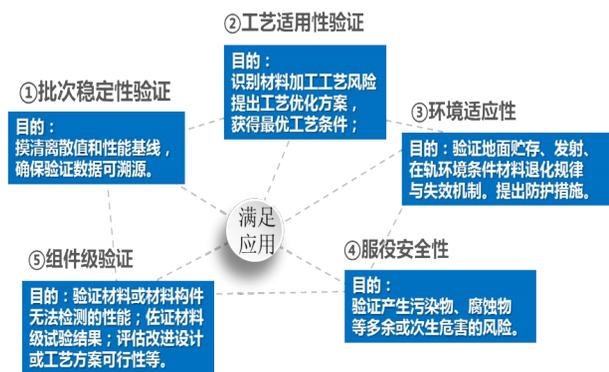 ①批次稳定性验证
目的：
摸清离散值和性能基线，
确保验证数据可溯源。
②工艺适用性验证
目的：
识别材料加工工艺风险
提出工艺优化方案，
获得最优工艺条件；
③环境适应性
目的：验证地面贮存、发射、
在轨环境条件材料退化规律
与失效机制。提出防护措施。
满足
应用
④服役安全性
目的：
验证产生污染物、腐蚀物
等多余或次生危害的风险。
⑤组件级验证
目的：验证材料或材料构件
无法检测的性能；佐证材料
级试验结果；评估改进设计
或工艺方案可行性等。